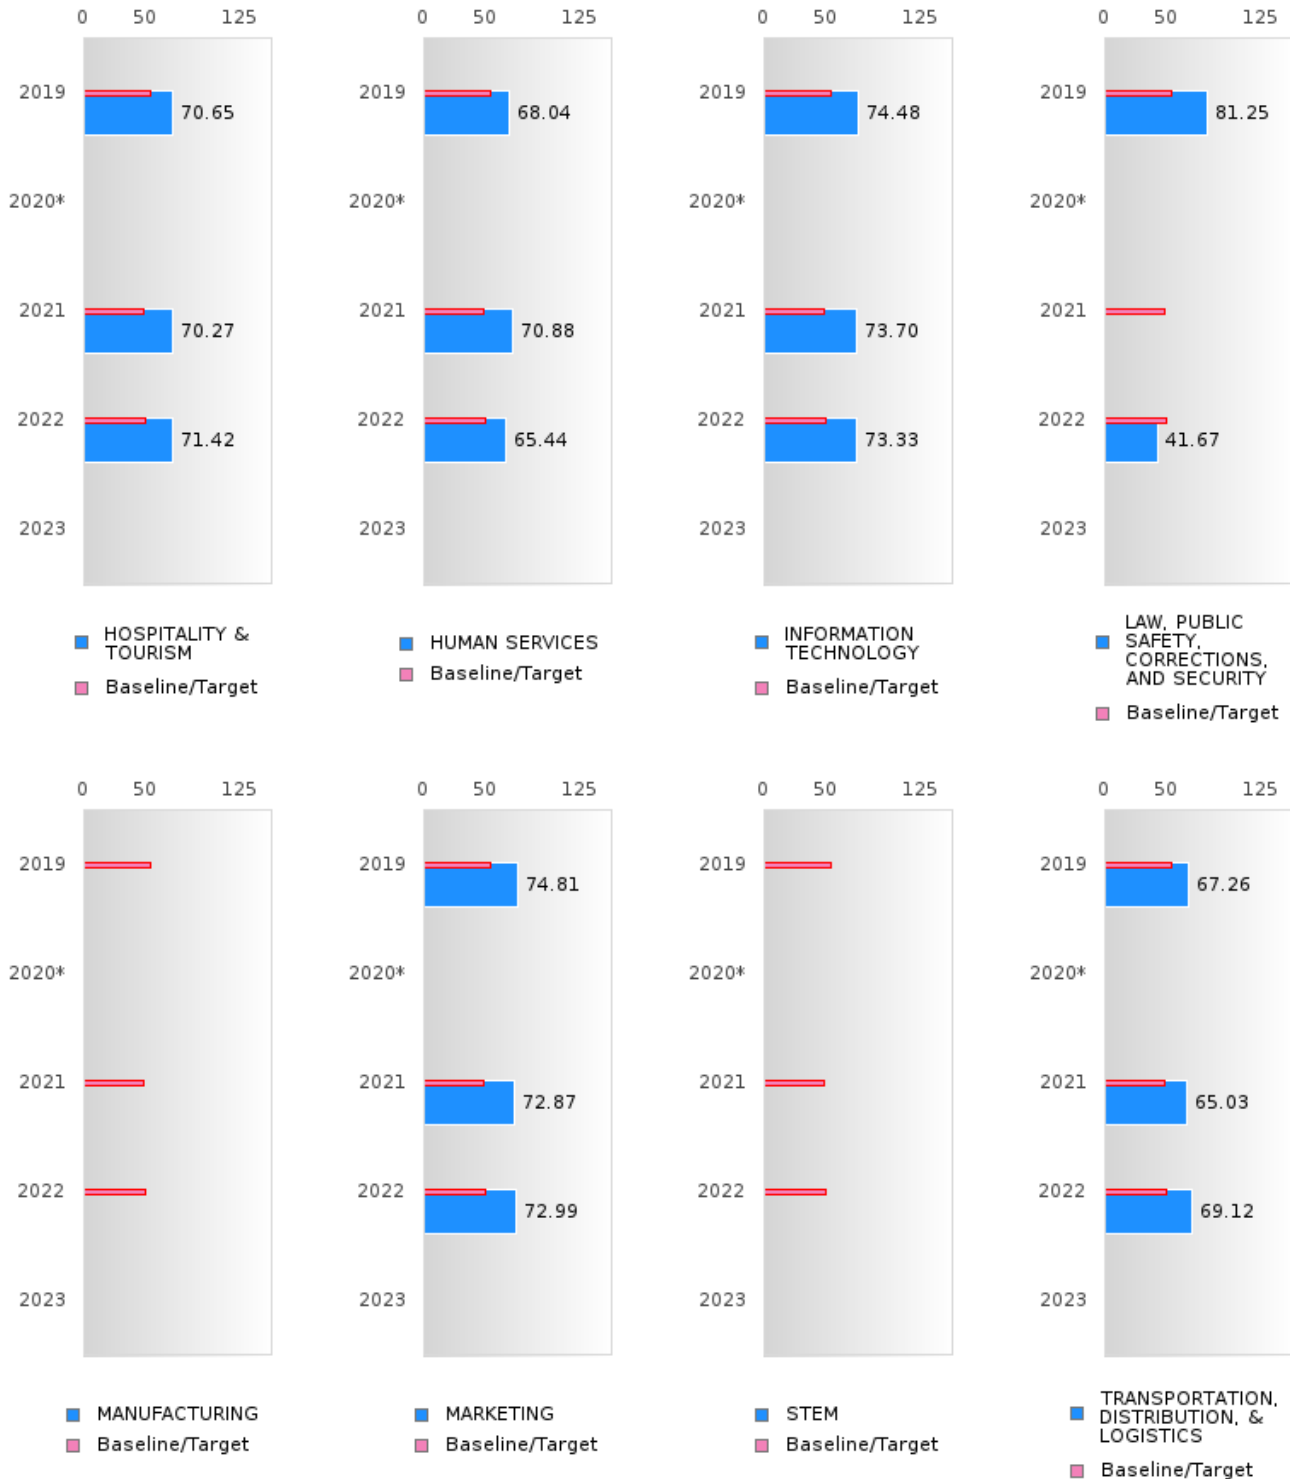 0 50 125
2019
70.65
2020*
2021
70.27
2022
71.42
2023
HOSPITALITY &
TOURISM
Baseline/Target
0 50 125
2019
68.04
2020*
2021
70.88
2022
65.44
2023
HUMAN SERVICES
Baseline/Target
0 50 125
2019
74.48
2020*
2021
73.70
2022
73.33
2023
INFORMATION
TECHNOLOGY
Baseline/Target
0 50 125
2019
81.25
2020*
2021
2022
41.67
2023
LAW, PUBLIC
SAFETY,
CORRECTIONS,
AND SECURITY
Baseline/Target
0 50 125
2019
2020*
2021
2022
2023
MANUFACTURING
Baseline/Target
0 50 125
2019
74.81
2020*
2021
72.87
2022
72.99
2023
MARKETING
Baseline/Target
0 50 125
2019
2020*
2021
2022
2023
STEM
Baseline/Target
0 50 125
2019
67.26
2020*
2021
65.03
2022
69.12
2023
TRANSPORTATION,
DISTRIBUTION, &
LOGISTICS
Baseline/Target